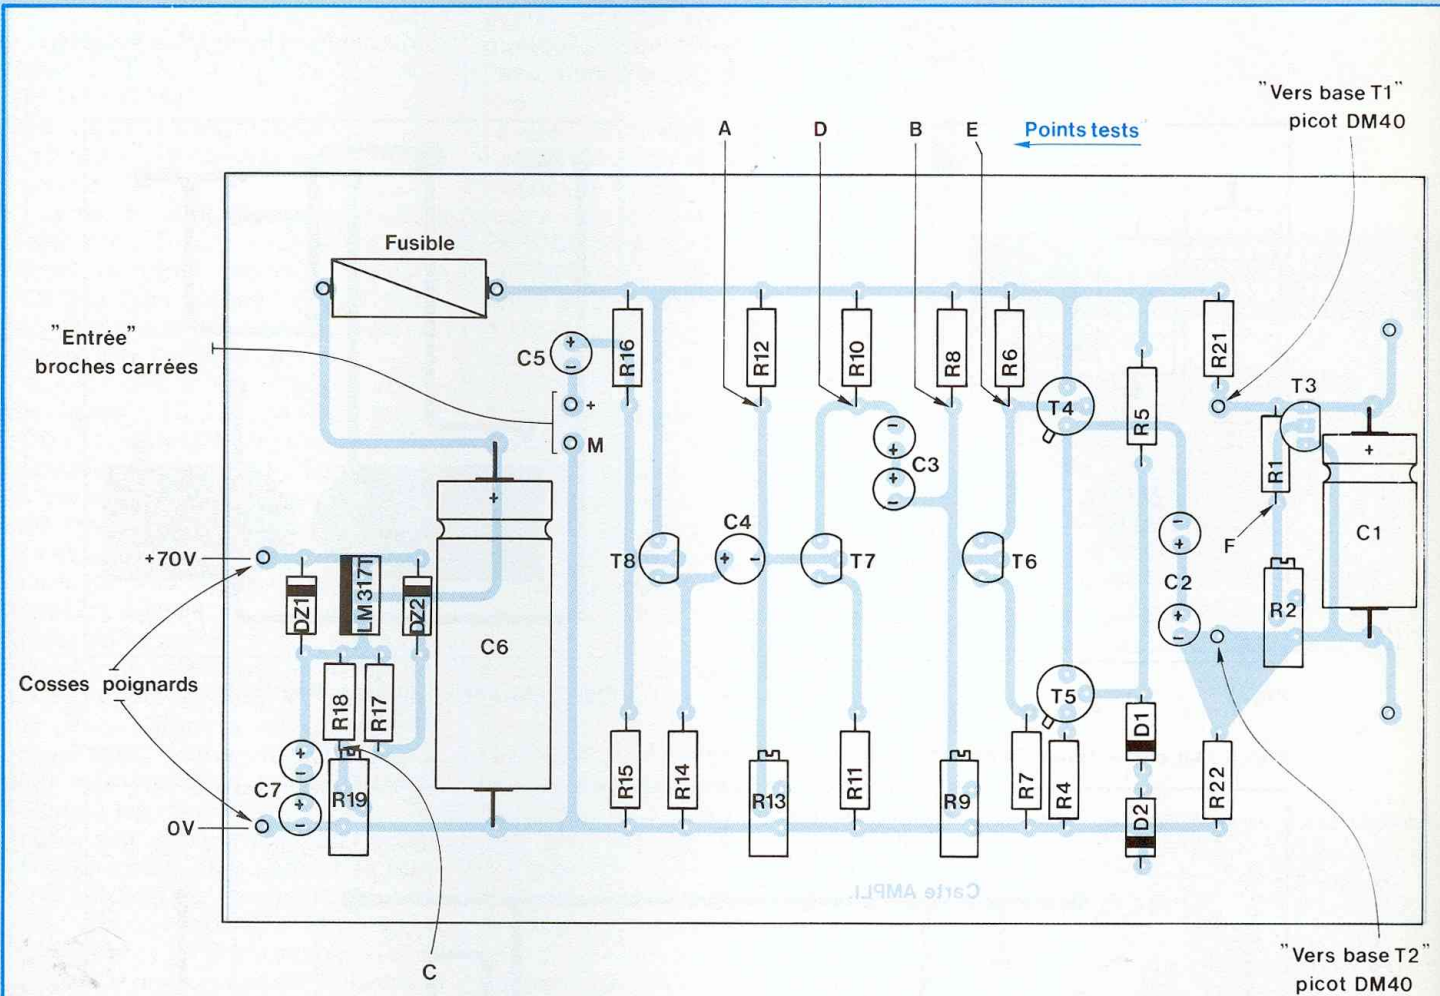 "Vers base T1"
picot DM40
A
D
B
E
Points tests
Fusible
"Entrée"
broches carrées
+
M
C5
+
-
R16
R12
R10
R8
R6
T4
R5
R21
T3
R1
+
C1
-
+
C3
+
-
+
C6
C4
+
-
T8
T7
T6
-
+
C2
+
-
F
R2
+70V
DZ1
LM 317T
DZ2
Cosses poignards
R18
R17
T5
D1
+
-
C7
+
-
R19
R15
R14
R13
R11
R9
R7
R4
D2
R22
0V
Carte AMPLI.
C
"Vers base T2"
picot DM40